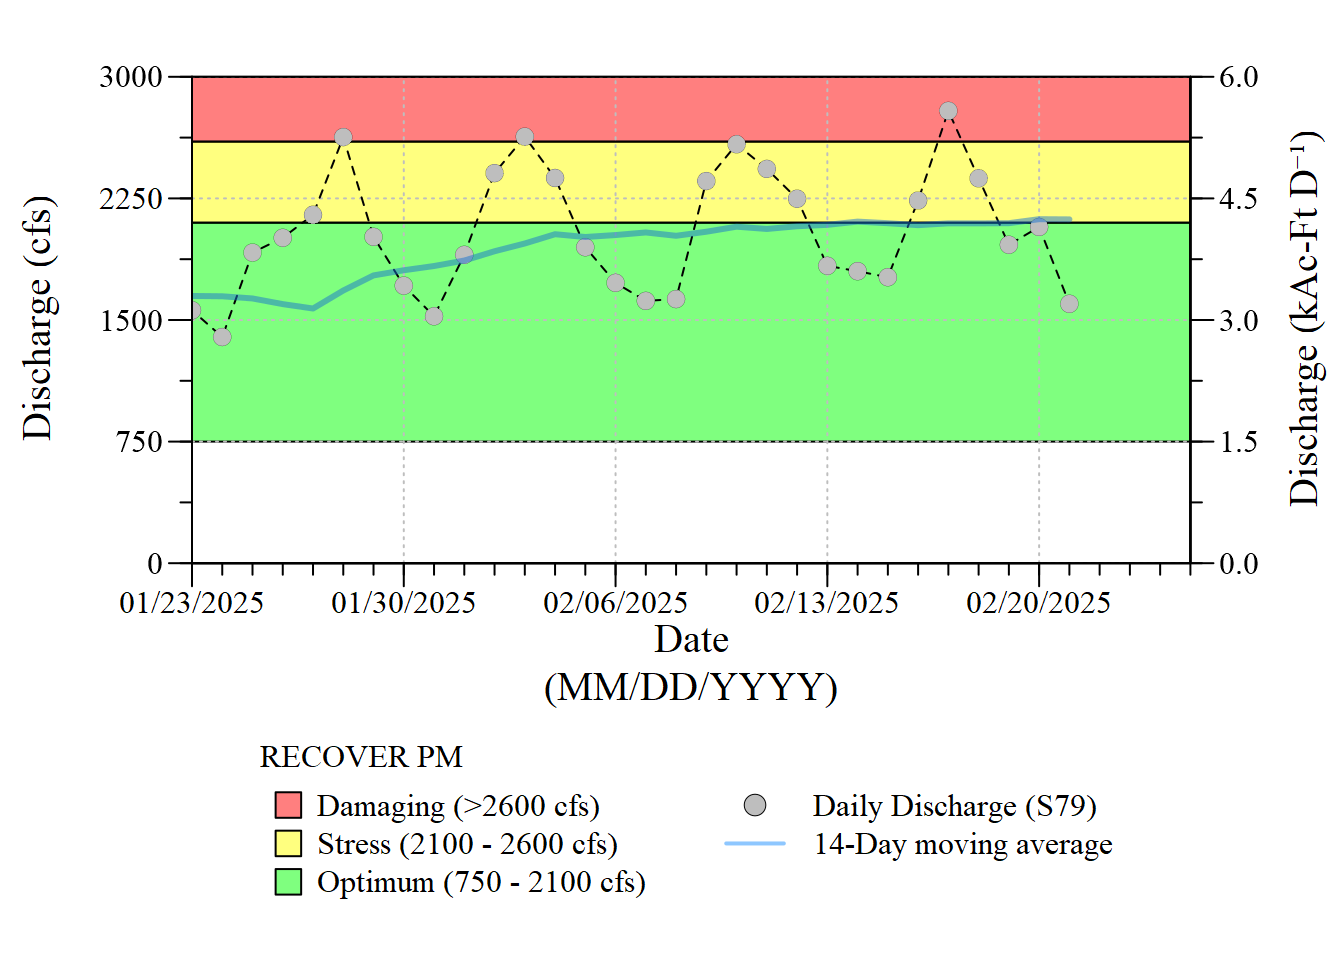 3000
2250
1500
750
0
Discharge (cfs)
6.0
4.5
3.0
1.5
0.0
Discharge (kAc-Ft D⁻¹)
01/23/2025 01/30/2025 02/06/2025 02/13/2025 02/20/2025
Date
(MM/DD/YYYY)
RECOVER PM
Damaging (>2600 cfs)
Stress (2100 - 2600 cfs)
Optimum (750 - 2100 cfs)
Daily Discharge (S79)
14-Day moving average